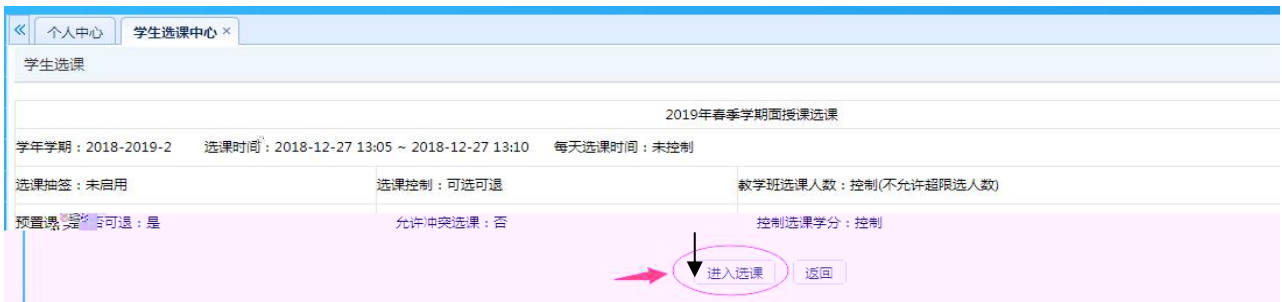 个人中心 学生选课中心
学生选课
2019年春季学期面授课选课
学年学期：2018-2019-2 选课时间：2018-12-27 13:05 ~ 2018-12-27 13:10 每天选课时间：未控制
选课抽签：未启用 选课控制：可选可退 教学班选课人数：控制(不允许超限选人数)
预置课是否可退：是 允许冲突选课：否 控制选课学分：控制
进入选课 返回